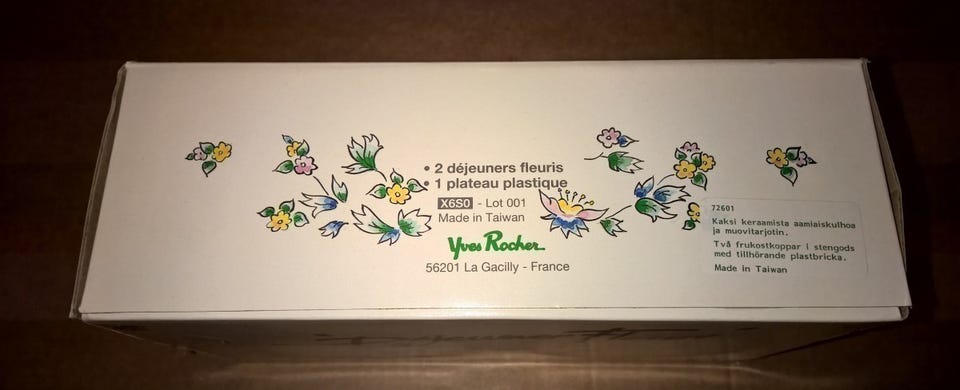 • 2 déjeuners fleuris
• 1 plateau plastique
X6S0 - Lot 001
Made in Taiwan
Yves Rocher
56201 La Gacilly - France
72601
Kaksi keraamista aamiaiskulhoa
ja muovitarjotin.
Två frukostkoppar i stengods
med tillhörande plastbricka.
Made in Taiwan